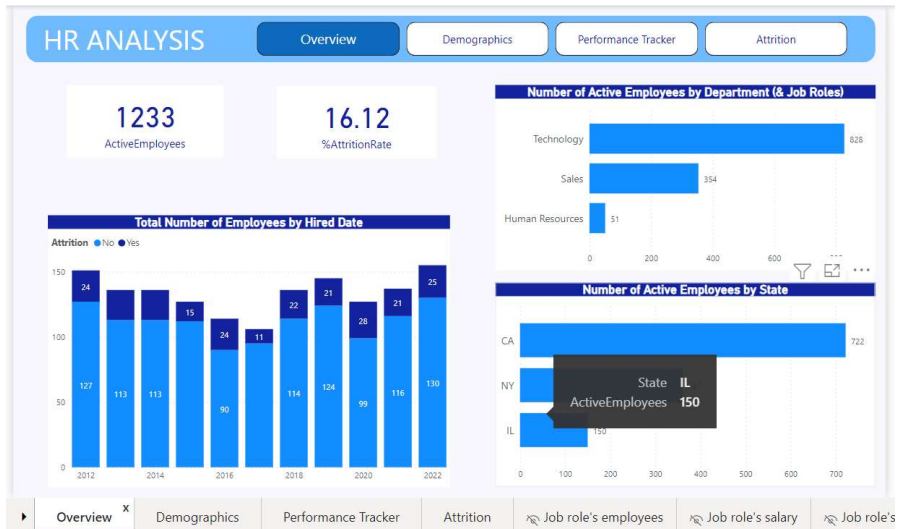 HR ANALYSIS
Overview
Demographics
Performance Tracker
Attrition
1233
ActiveEmployees
16.12
%AttritionRate
Number of Active Employees by Department (& Job Roles)
Technology
828
Sales
354
Human Resources
51
0 200 400 600
Total Number of Employees by Hired Date
Attrition No Yes
150
100
50
0
24
15
24
11
22
21
28
21
25
127
113
113
90
114
124
99
116
130
2012 2014 2016 2018 2020 2022
Number of Active Employees by State
CA
722
NY
State IL
ActiveEmployees 150
IL
150
0 100 200 300 400 500 600 700
Overview x
Demographics
Performance Tracker
Attrition
Job role's employees
Job role's salary
Job role's